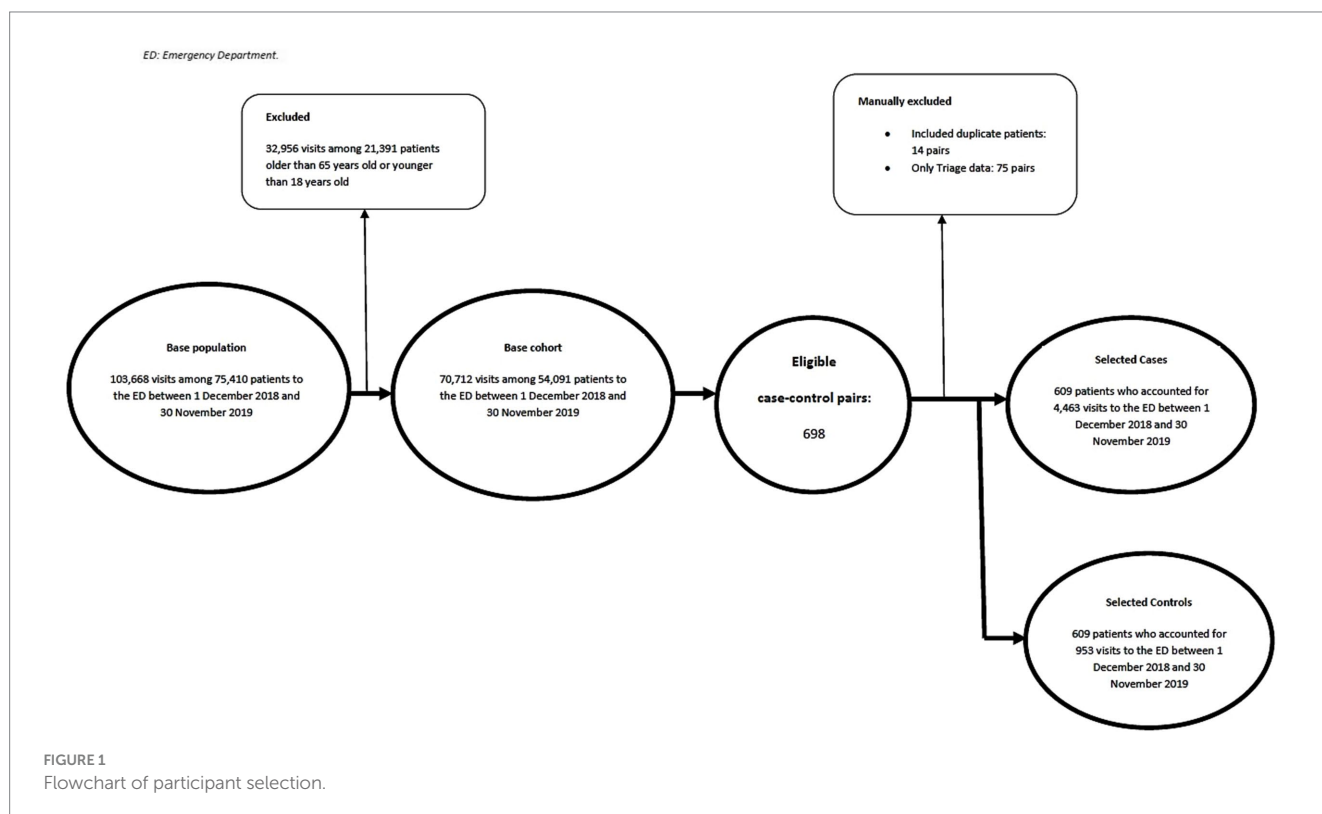 ED: Emergency Department.
Excluded
32,956 visits among 21,391 patients
older than 65 years old or younger
than 18 years old
Manually excluded
• Included duplicate patients:
14 pairs
• Only Triage data: 75 pairs
Base population
103,668 visits among 75,410 patients to
the ED between 1 December 2018 and
30 November 2019
Base cohort
70,712 visits among 54,091 patients to
the ED between 1 December 2018 and
30 November 2019
Eligible
case-control pairs:
698
Selected Cases
609 patients who accounted for
4,463 visits to the ED between 1
December 2018 and 30
November 2019
Selected Controls
609 patients who accounted for
953 visits to the ED between 1
December 2018 and 30
November 2019
FIGURE 1
Flowchart of participant selection.